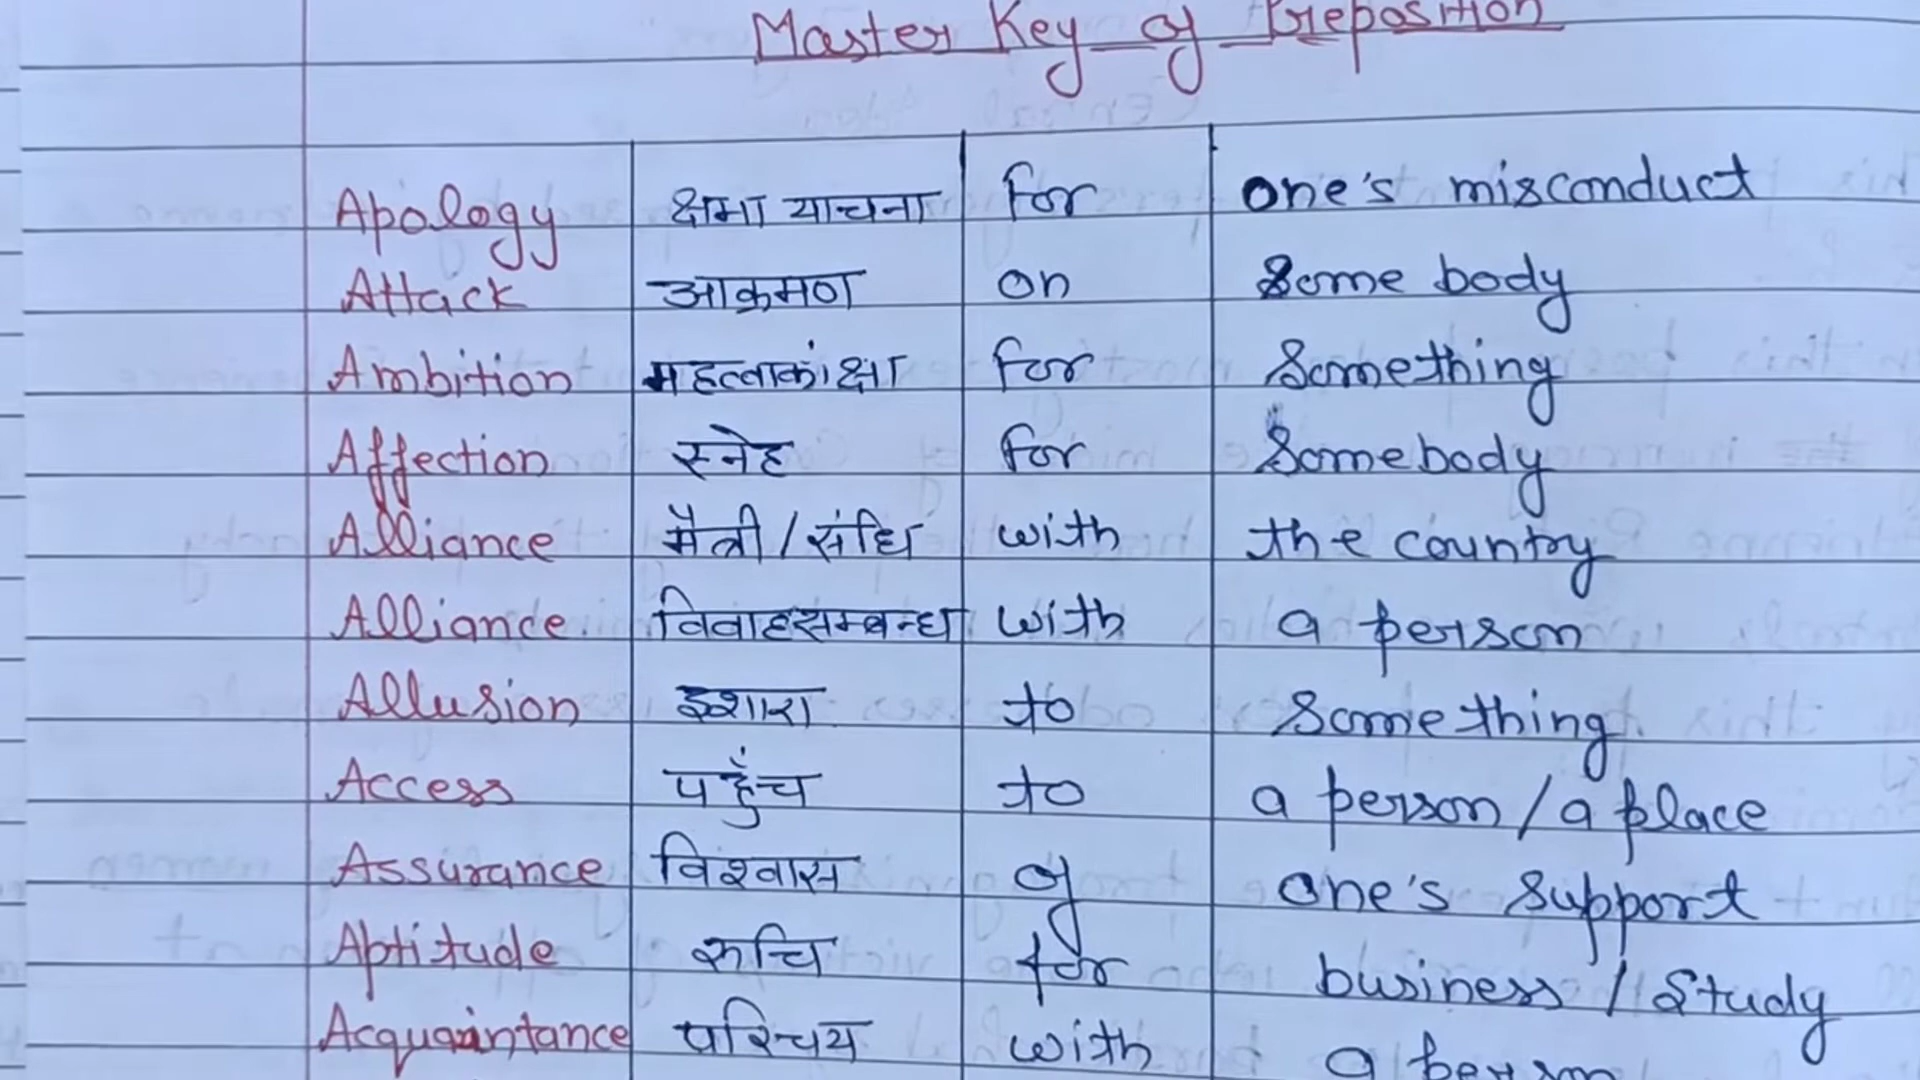 Master Key of Preposition
Apology क्षमा याचना for one's misconduct
Attack आक्रमण on Some body
Ambition महत्वाकांक्षा for Something
Affection स्नेह for Somebody
Alliance मैत्री/संधि with the country
Alliance विवाहसम्बन्ध with a person
Allusion इशारा to Something
Access पहुँच to a person/a place
Assurance विश्वास of one's support
Aptitude रूचि for business/Study
Acquaintance परिचय with a person